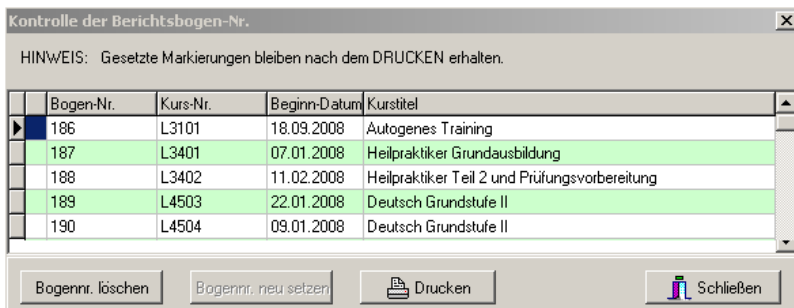 Kontrolle der Berichtsbogen-Nr.
HINWEIS: Gesetzte Markierungen bleiben nach dem DRUCKEN erhalten.
Bogen-Nr. Kurs-Nr. Beginn-Datum Kurstitel
186 L3101 18.09.2008 Autogenes Training
187 L3401 07.01.2008 Heilpraktiker Grundausbildung
188 L3402 11.02.2008 Heilpraktiker Teil 2 und Prüfungsvorbereitung
189 L4503 22.01.2008 Deutsch Grundstufe II
190 L4504 09.01.2008 Deutsch Grundstufe II
Bogennr. löschen Bogennr. neu setzen Drucken Schließen